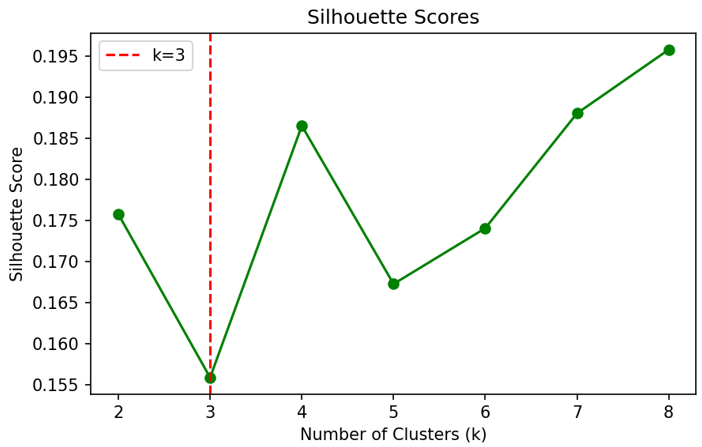 Silhouette Scores
k=3
Silhouette Score
0.195
0.190
0.185
0.180
0.175
0.170
0.165
0.160
0.155
2 3 4 5 6 7 8
Number of Clusters (k)